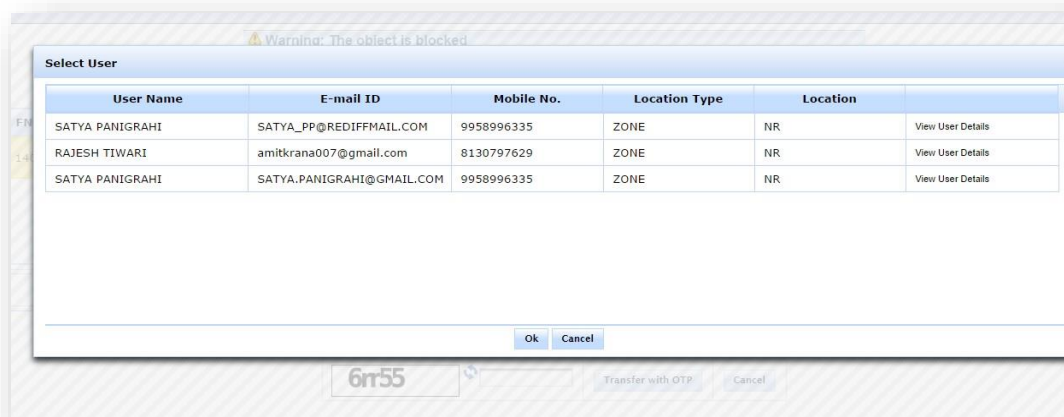 Warning: The object is blocked
Select User
User Name E-mail ID Mobile No. Location Type Location
SATYA PANIGRAHI SATYA_PP@REDIFFMAIL.COM 9958996335 ZONE NR View User Details
RAJESH TIWARI amitkrana007@gmail.com 8130797629 ZONE NR View User Details
SATYA PANIGRAHI SATYA.PANIGRAHI@GMAIL.COM 9958996335 ZONE NR View User Details
FN
140
Ok Cancel
6rr55 Transfer with OTP Cancel